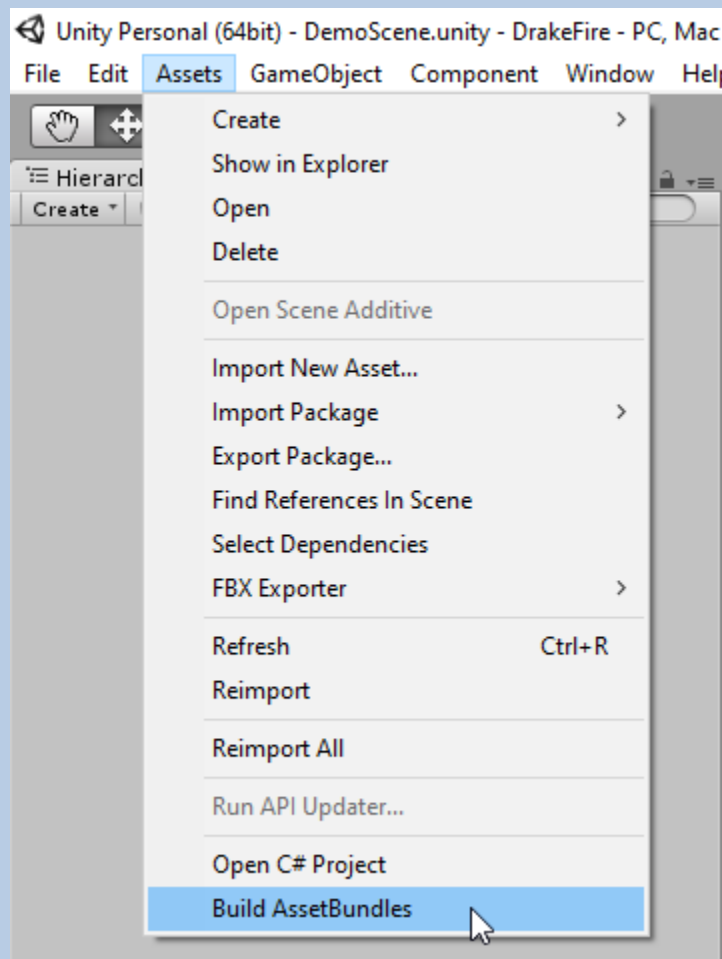 Unity Personal (64bit) - DemoScene.unity - DrakeFire - PC, Mac
File Edit Assets GameObject Component Window Help
Create
Show in Explorer
Hierarch
Create
Open
Delete
Open Scene Additive
Import New Asset...
Import Package
Export Package...
Find References In Scene
Select Dependencies
FBX Exporter
Refresh Ctrl+R
Reimport
Reimport All
Run API Updater...
Open C# Project
Build AssetBundles